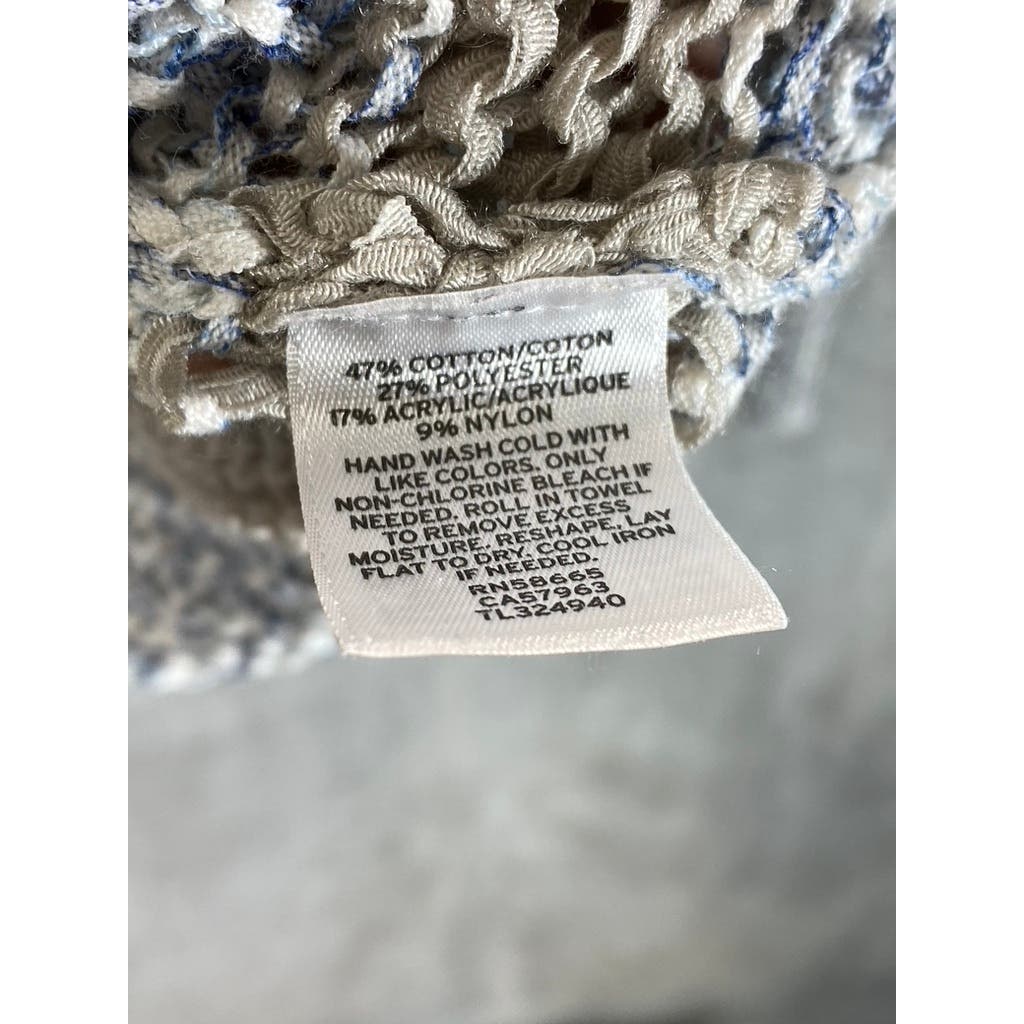 47% COTTON/COTON
27% POLYESTER
17% ACRYLIC/ACRYLIQUE
9% NYLON
HAND WASH COLD WITH
LIKE COLORS. ONLY
NON-CHLORINE BLEACH IF
NEEDED. ROLL IN TOWEL
TO REMOVE EXCESS
MOISTURE. RESHAPE, LAY
FLAT TO DRY. COOL IRON
IF NEEDED.
RN58665
CA57963
TL324940